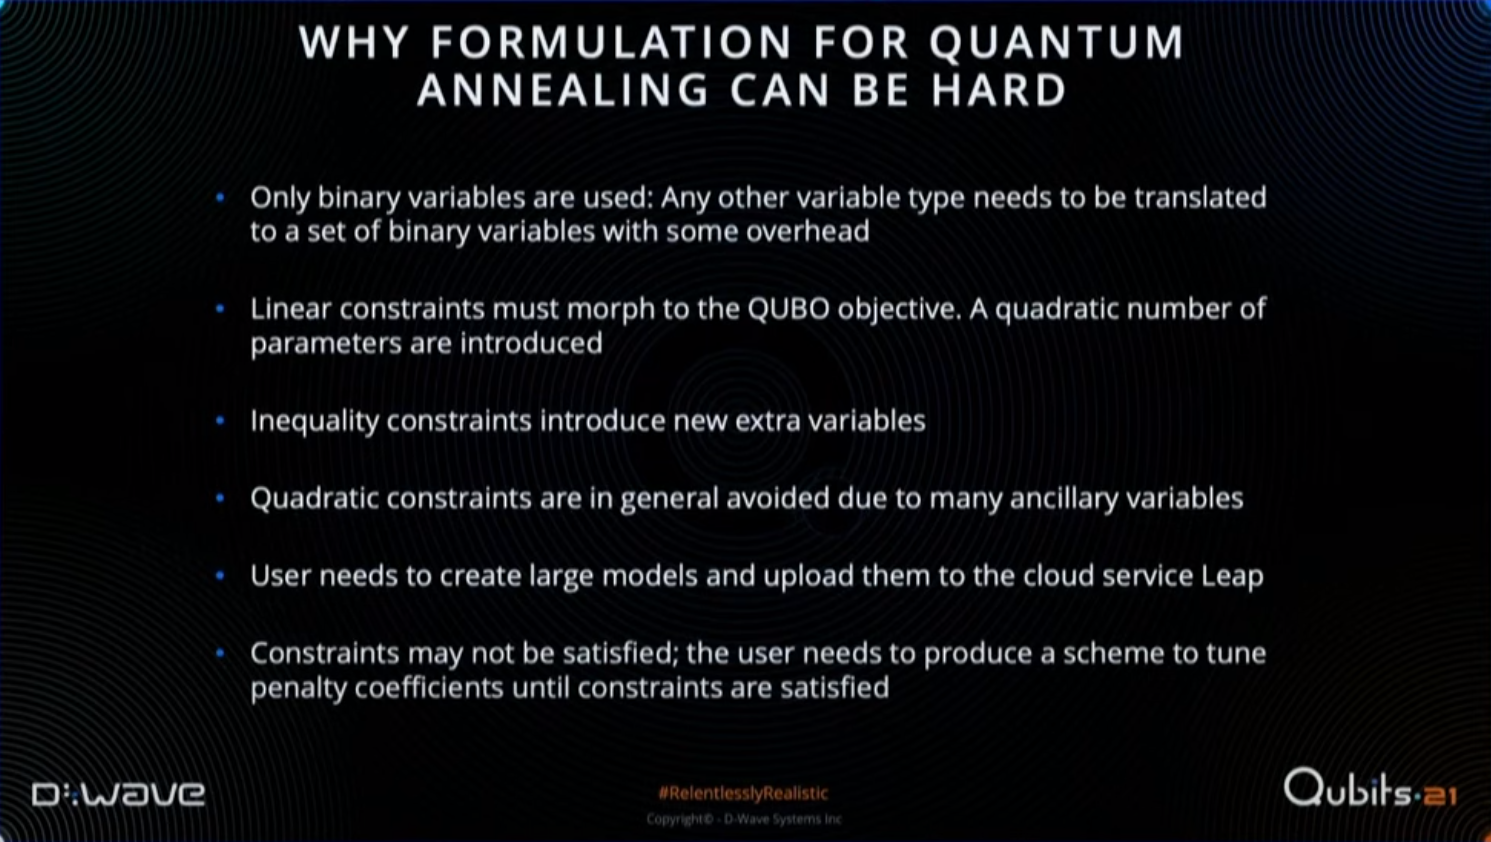 WHY FORMULATION FOR QUANTUM
ANNEALING CAN BE HARD
• Only binary variables are used: Any other variable type needs to be translated
to a set of binary variables with some overhead
• Linear constraints must morph to the QUBO objective. A quadratic number of
parameters are introduced
• Inequality constraints introduce new extra variables
• Quadratic constraints are in general avoided due to many ancillary variables
• User needs to create large models and upload them to the cloud service Leap
• Constraints may not be satisfied; the user needs to produce a scheme to tune
penalty coefficients until constraints are satisfied
D:wave
#RelentlesslyRealistic
Copyright© - D-Wave Systems Inc
Qubits·21